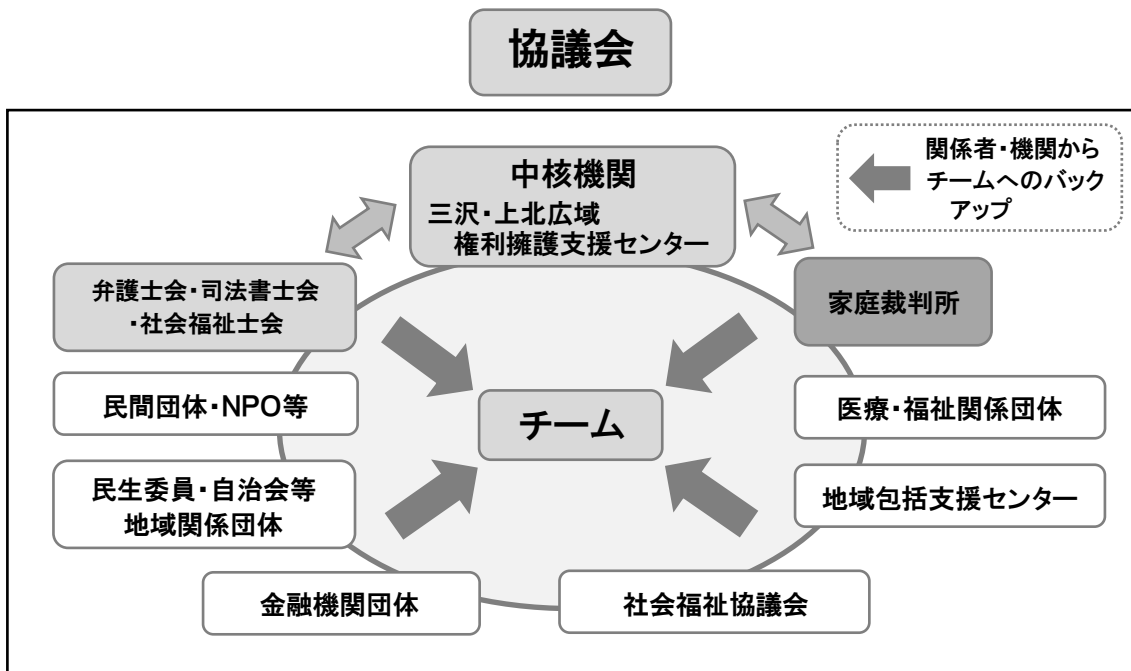 協議会
中核機関
三沢・上北広域
権利擁護支援センター
関係者・機関から
チームへのバック
アップ
弁護士会・司法書士会
・社会福祉士会
家庭裁判所
民間団体・NPO等
チーム
医療・福祉関係団体
民生委員・自治会等
地域関係団体
地域包括支援センター
金融機関団体
社会福祉協議会